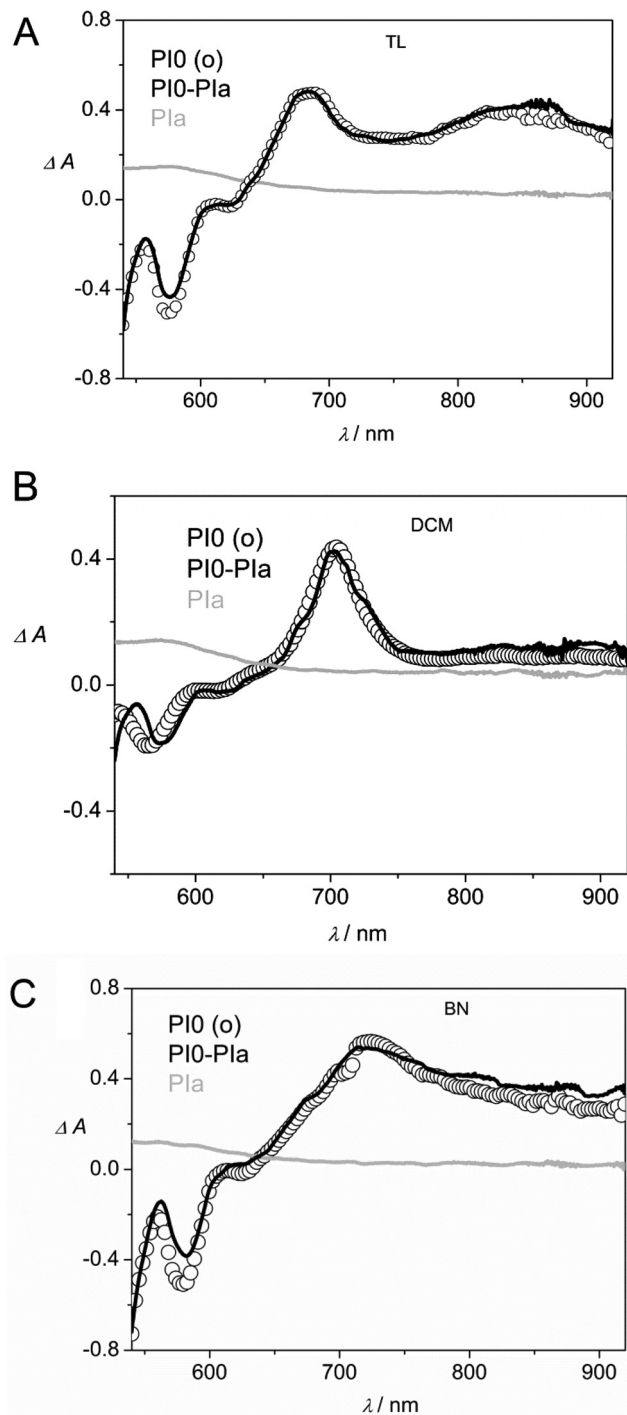 A
TL
PI0 (o)
PI0-PIa
PIa
ΔA
0.8
0.4
0.0
-0.4
-0.8
600 700 800 900
λ / nm
B
DCM
PI0 (o)
PI0-PIa
PIa
ΔA
0.4
0.0
-0.4
600 700 800 900
λ / nm
C
BN
PI0 (o)
PI0-PIa
PIa
ΔA
0.8
0.4
0.0
-0.4
-0.8
600 700 800 900
λ / nm